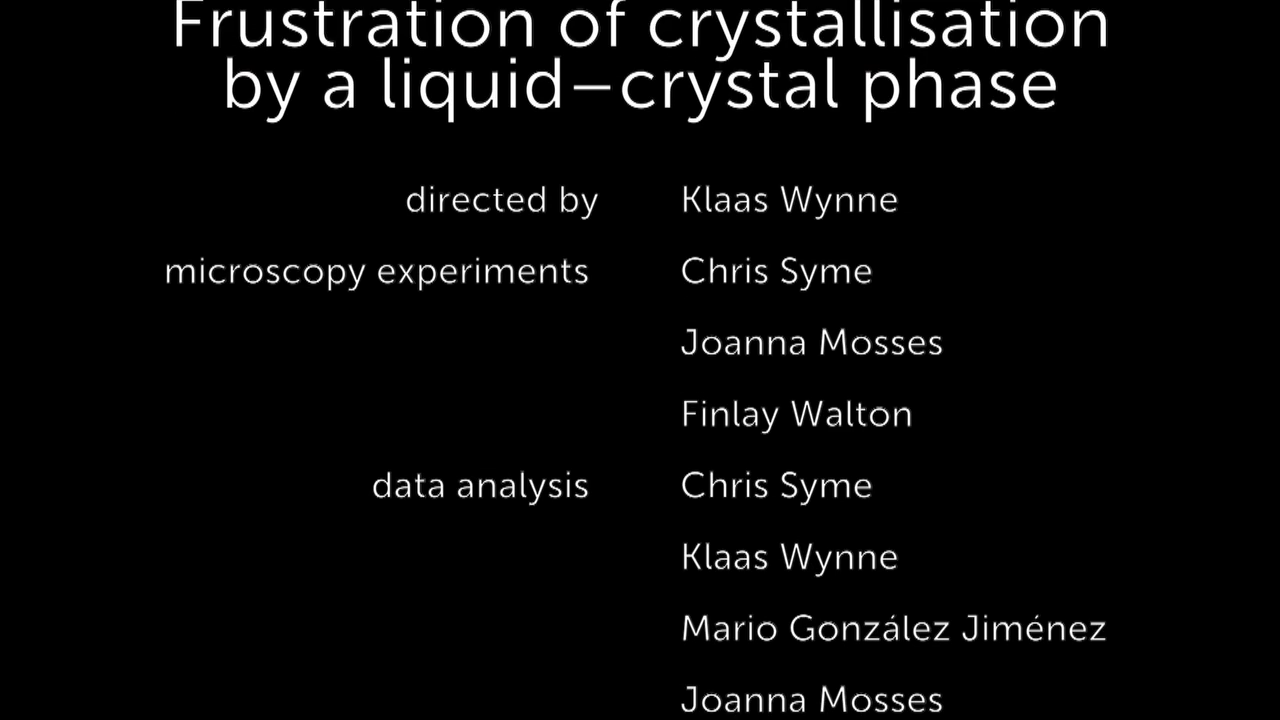 Frustration of crystallisation
by a liquid–crystal phase
directed by Klaas Wynne
microscopy experiments Chris Syme
Joanna Mosses
Finlay Walton
data analysis Chris Syme
Klaas Wynne
Mario González Jiménez
Joanna Mosses